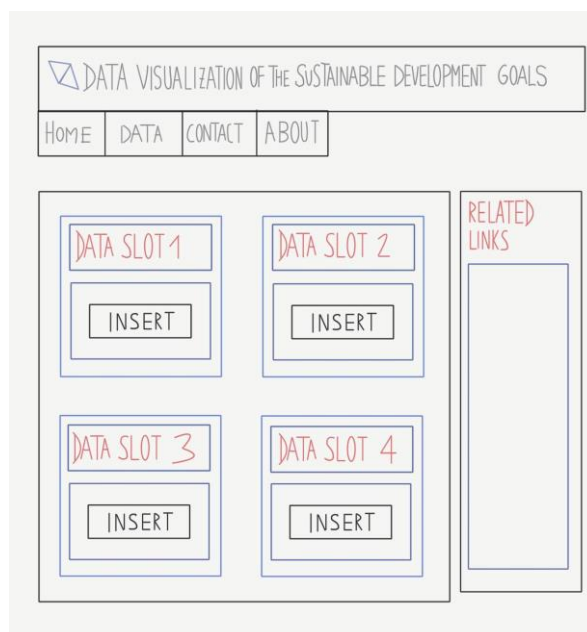 DATA VISUALIZATION OF THE SUSTAINABLE DEVELOPMENT GOALS
HOME DATA CONTACT ABOUT
DATA SLOT 1
INSERT
DATA SLOT 2
INSERT
DATA SLOT 3
INSERT
DATA SLOT 4
INSERT
RELATED
LINKS